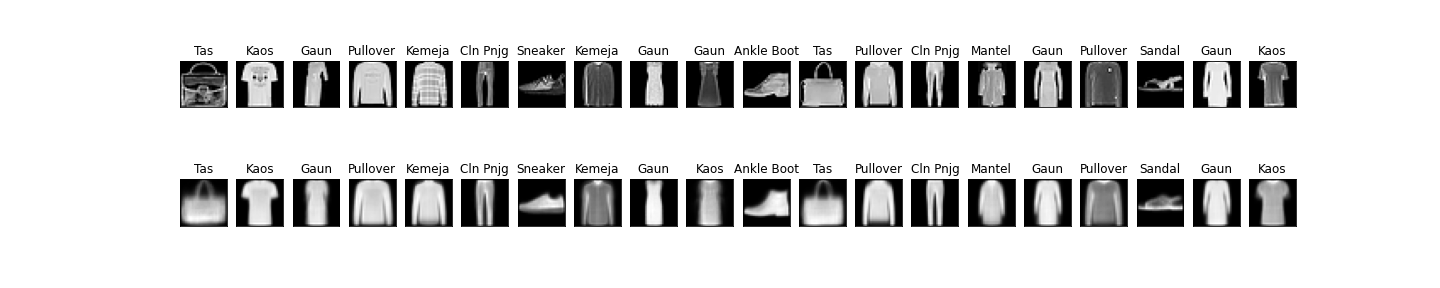 Tas Kaos Gaun Pullover Kemeja Cln Pnjg Sneaker Kemeja Gaun Gaun Ankle Boot Tas Pullover Cln Pnjg Mantel Gaun Pullover Sandal Gaun Kaos
Tas Kaos Gaun Pullover Kemeja Cln Pnjg Sneaker Kemeja Gaun Kaos Ankle Boot Tas Pullover Cln Pnjg Mantel Gaun Pullover Sandal Gaun Kaos